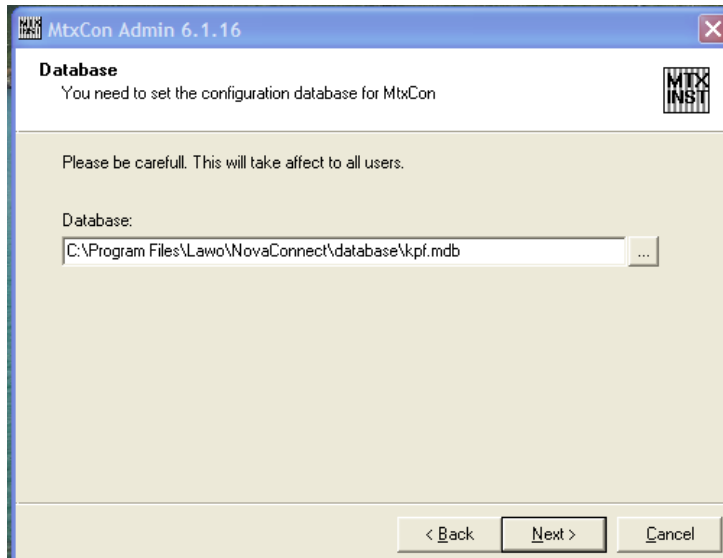 MtxCon Admin 6.1.16
Database
You need to set the configuration database for MtxCon
MTX
INST
Please be carefull. This will take affect to all users.
Database:
C:\Program Files\Lawo\NovaConnect\database\kpf.mdb
...
< Back
Next >
Cancel